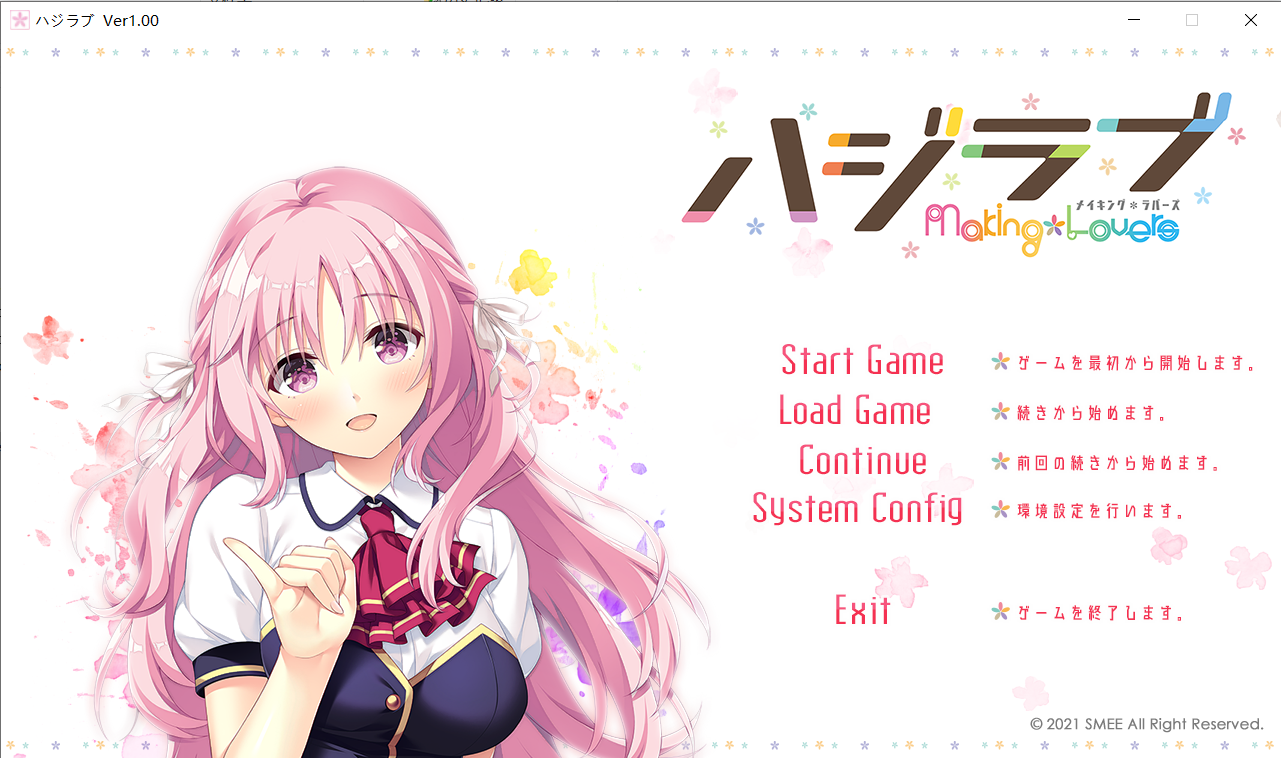 ハジラブ Ver1.00
ハジラブ
メイキング*ラバーズ
Making*Lovers
Start Game ゲームを最初から開始します。
Load Game 続きから始めます。
Continue 前回の続きから始めます。
System Config 環境設定を行います。
Exit ゲームを終了します。
© 2021 SMEE All Right Reserved.